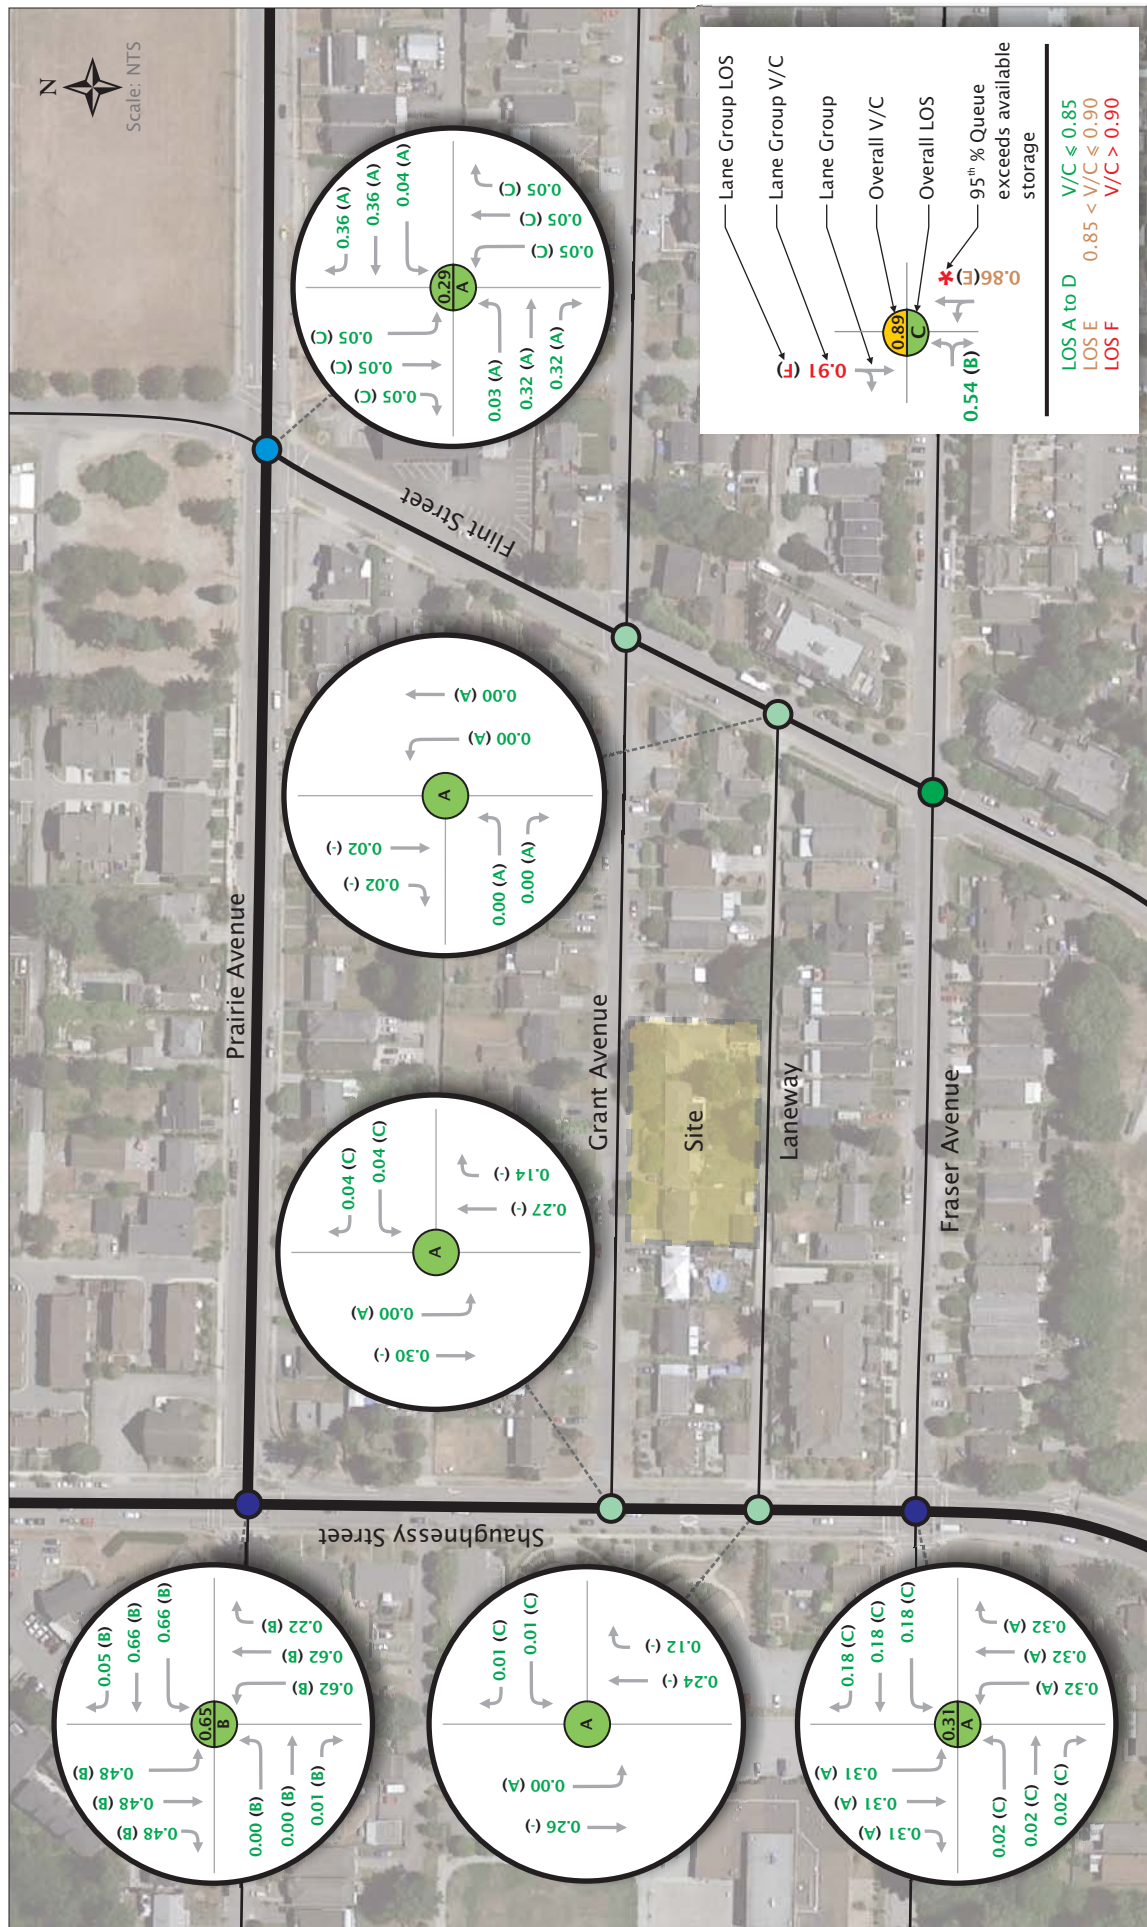 N
Scale: NTS
Prairie Avenue
Flint Street
Grant Avenue
Site
Laneway
Fraser Avenue
Shaughnessy Street
0.05 (B)
0.66 (B)
0.66 (B)
0.48 (B)
0.48 (B)
0.48 (B)
0.65
B
0.22 (B)
0.62 (B)
0.62 (B)
0.00 (B)
0.00 (B)
0.01 (B)
0.01 (C)
0.01 (C)
A
0.12 (-)
0.24 (-)
0.00 (A)
0.26 (-)
0.18 (C)
0.18 (C)
0.18 (C)
0.31 (A)
0.31 (A)
0.31 (A)
0.31
A
0.32 (A)
0.32 (A)
0.32 (A)
0.02 (C)
0.02 (C)
0.02 (C)
0.04 (C)
0.04 (C)
A
0.14 (-)
0.27 (-)
0.00 (A)
0.30 (-)
0.02 (-)
0.02 (-)
A
0.00 (A)
0.00 (A)
0.00 (A)
0.00 (A)
0.36 (A)
0.36 (A)
0.04 (A)
0.05 (C)
0.05 (C)
0.05 (C)
0.29
A
0.05 (C)
0.05 (C)
0.05 (C)
0.03 (A)
0.32 (A)
0.32 (A)
Lane Group LOS
Lane Group V/C
Lane Group
Overall V/C
Overall LOS
95th % Queue
exceeds available
storage
0.91 (F)
0.89
C
0.86(E)*
0.54 (B)
LOS A to D V/C ≤ 0.85
LOS E 0.85 < V/C ≤ 0.90
LOS F V/C > 0.90